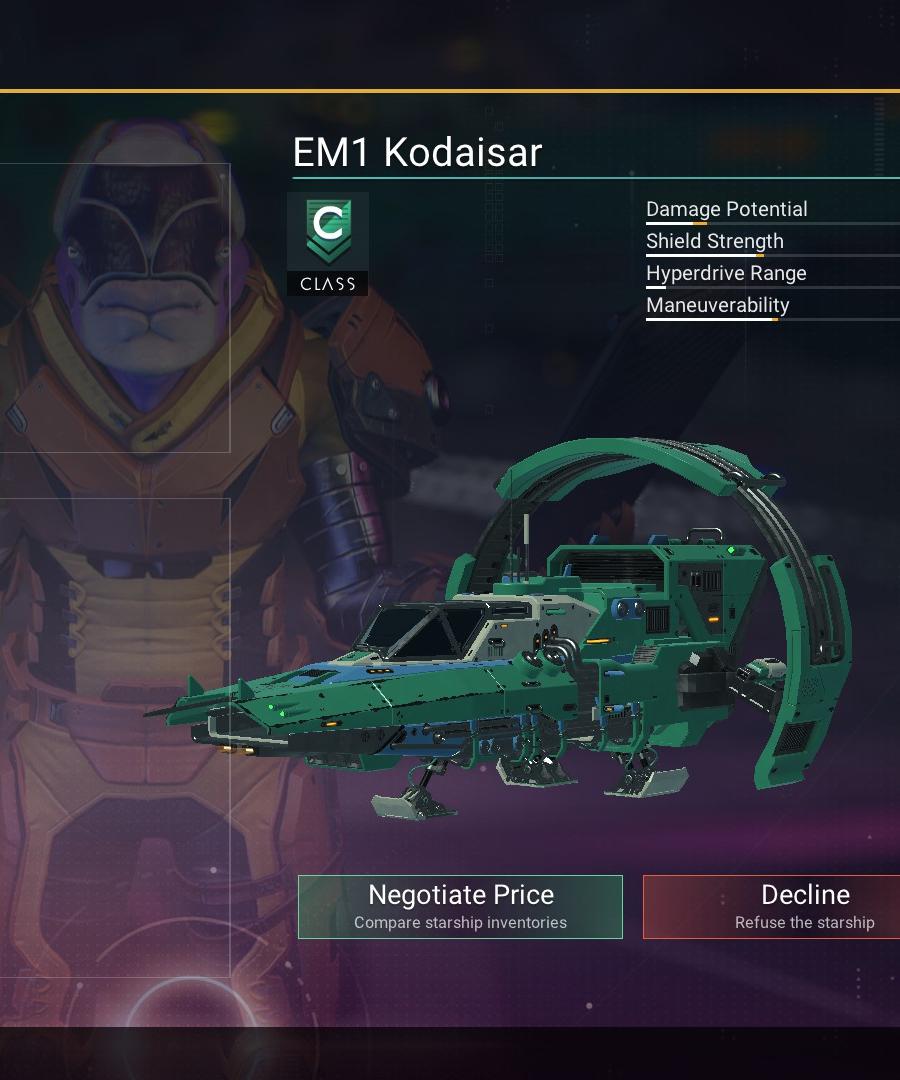 EM1 Kodaisar
C
CLASS
Damage Potential
Shield Strength
Hyperdrive Range
Maneuverability
Negotiate Price
Compare starship inventories
Decline
Refuse the starship